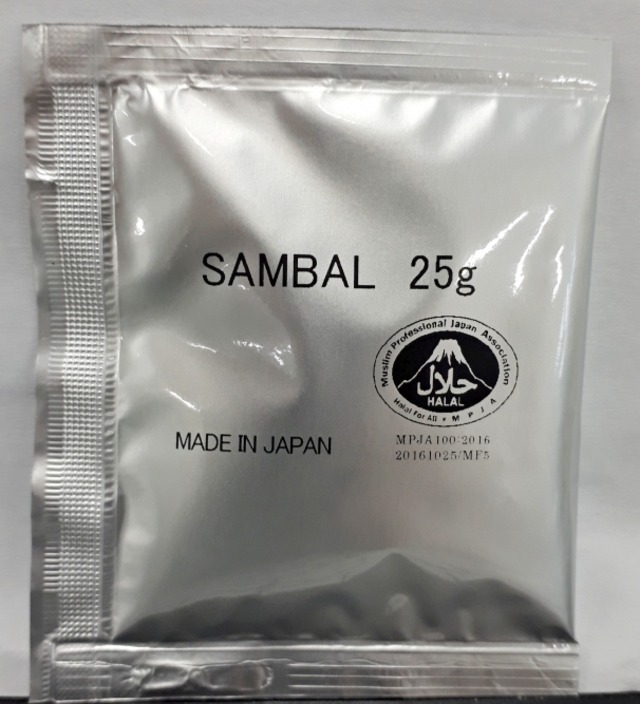 SAMBAL 25g
Muslim Professional Japan Association
حلال
HALAL
Halal For All • M P J A
MADE IN JAPAN
MPJA100:2016
20161025/MF5